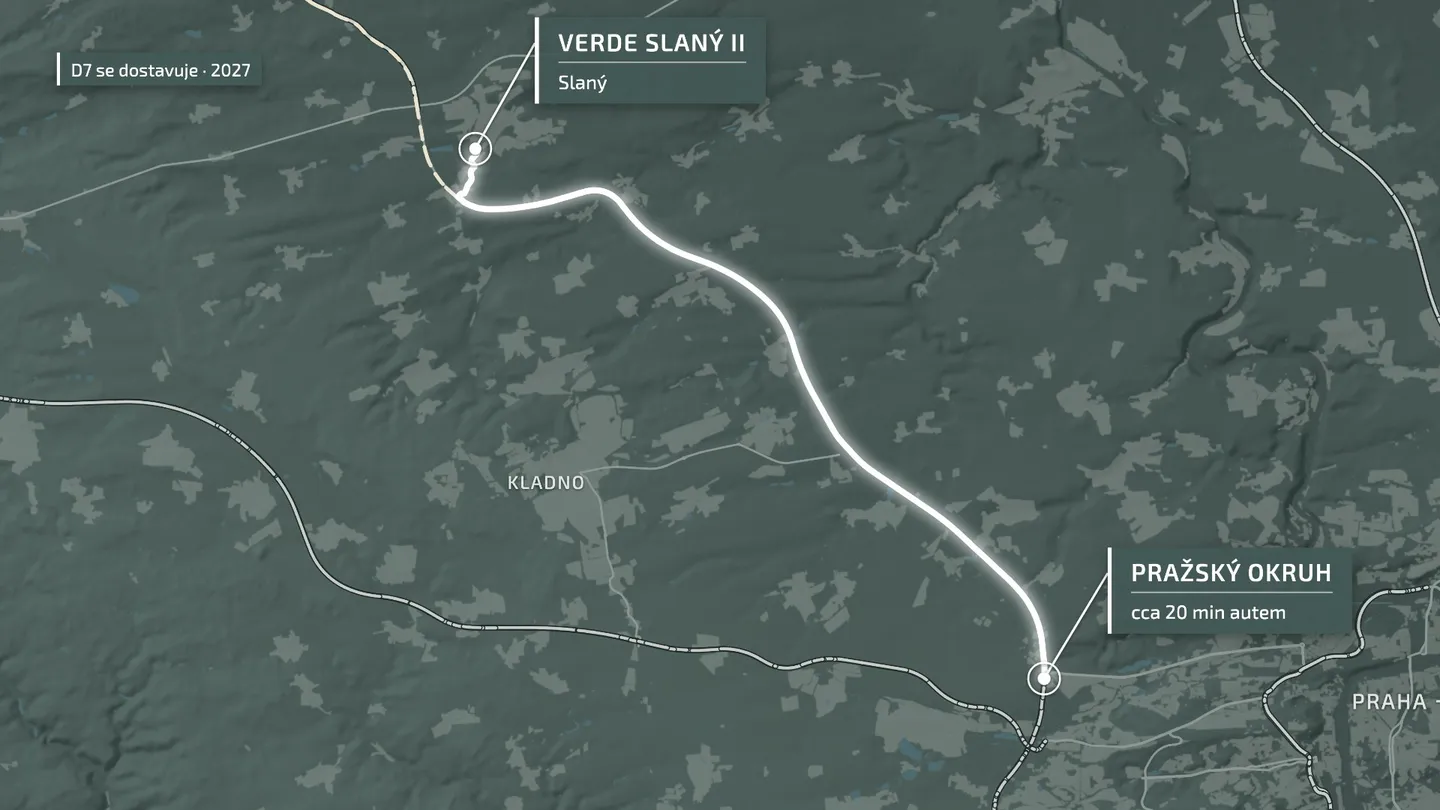 VERDE SLANÝ II
Slaný
D7 se dostavuje · 2027
KLADNO
PRAŽSKÝ OKRUH
cca 20 min autem
PRAHA -